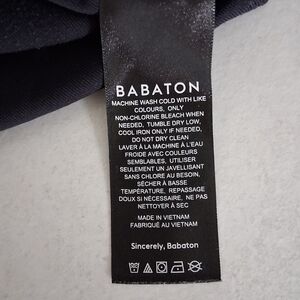 BABATON
MACHINE WASH COLD WITH LIKE
COLOURS, ONLY
NON-CHLORINE BLEACH WHEN
NEEDED, TUMBLE DRY LOW,
COOL IRON ONLY IF NEEDED,
DO NOT DRY CLEAN
LAVER À LA MACHINE À L'EAU
FROIDE AVEC COULEURS
SEMBLABLES, UTILISER
SEULEMENT UN JAVELLISANT
SANS CHLORE AU BESOIN,
SÉCHER À BASSE
TEMPÉRATURE, REPASSAGE
DOUX SI NÉCESSAIRE, NE PAS
NETTOYER À SEC
MADE IN VIETNAM
FABRIQUÉ AU VIETNAM
Sincerely, Babaton